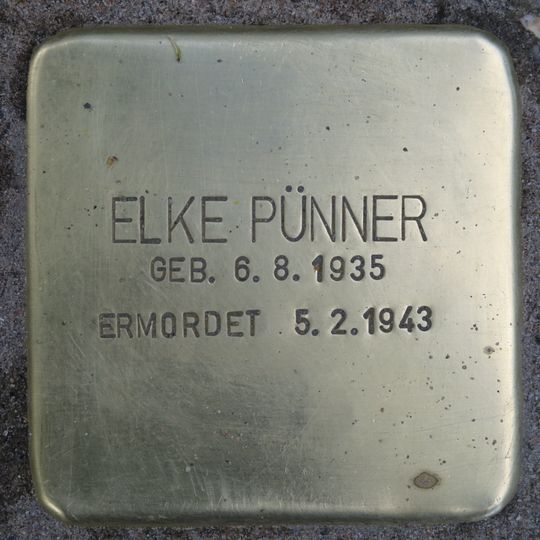 ELKE PÜNNER
GEB. 6.8.1935
ERMORDET 5.2.1943